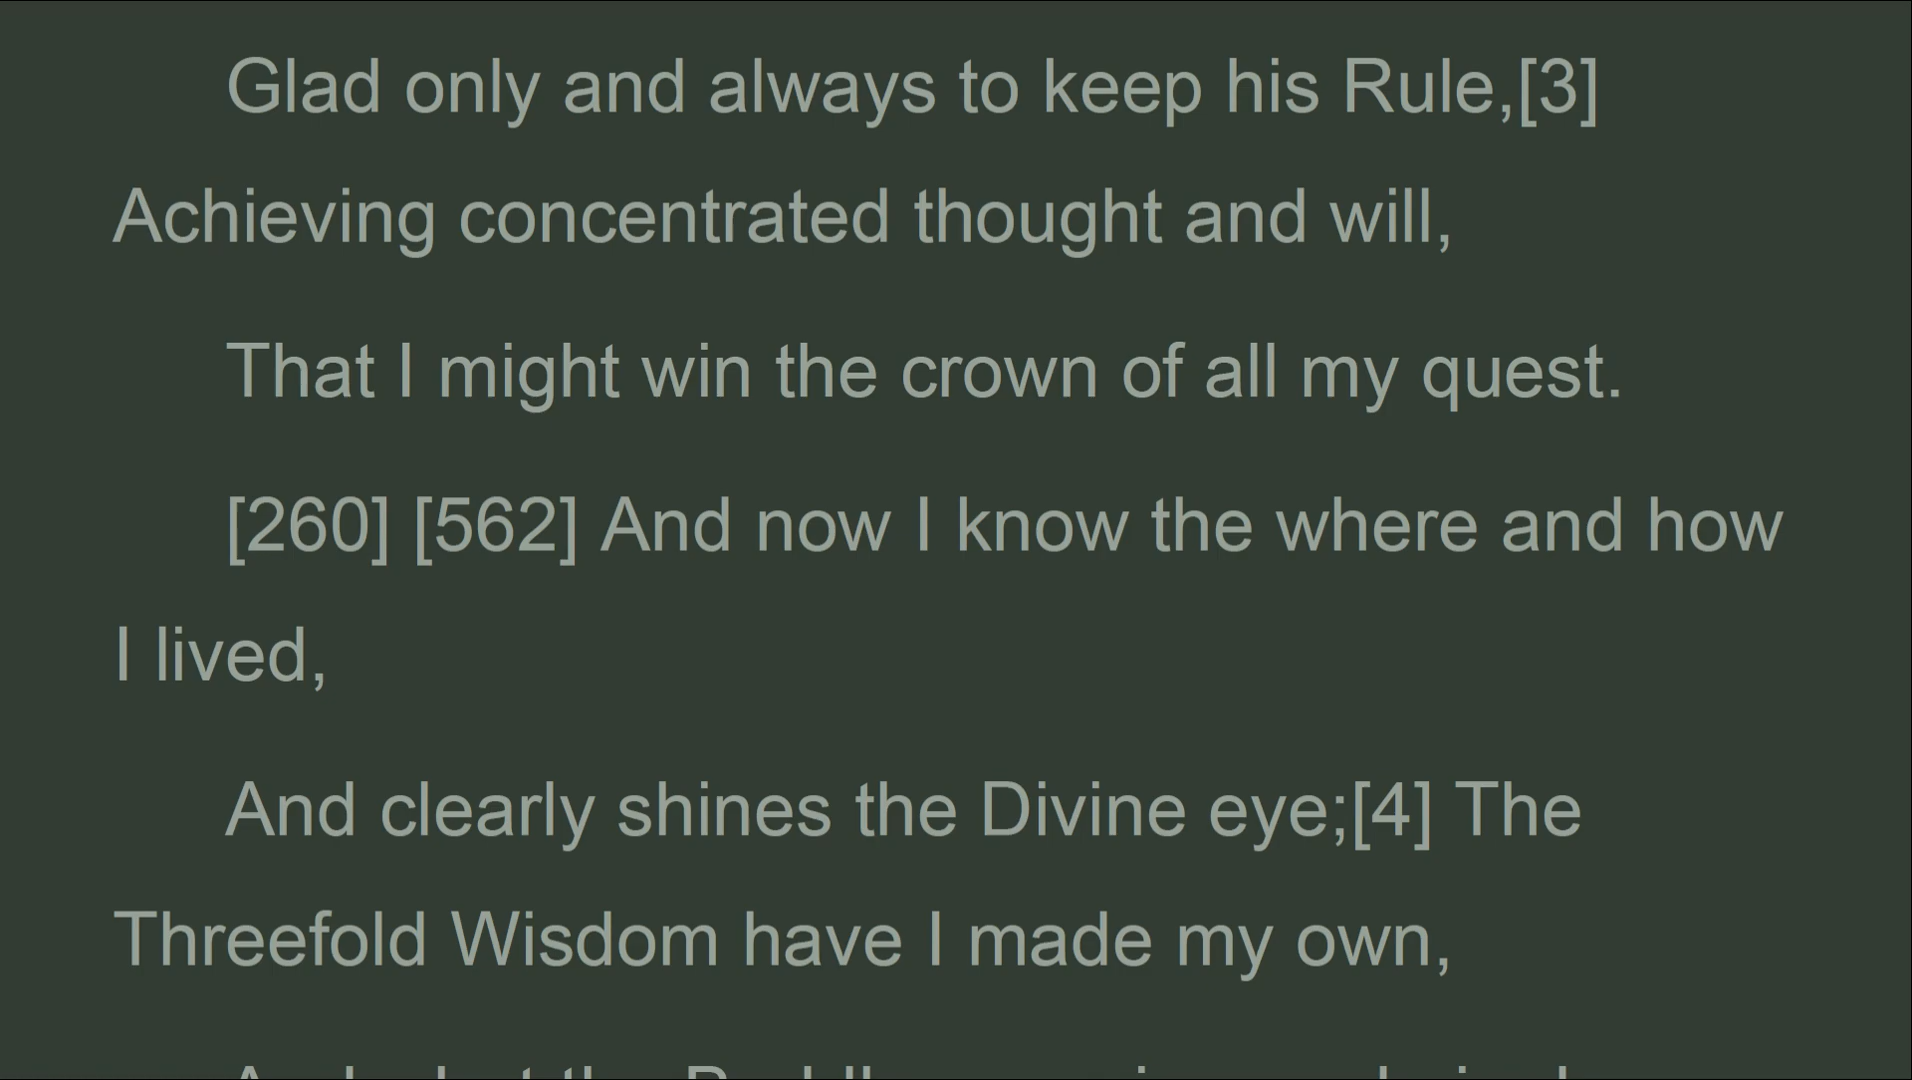 Glad only and always to keep his Rule,[3]
Achieving concentrated thought and will,
That I might win the crown of all my quest.
[260] [562] And now I know the where and how
I lived,
And clearly shines the Divine eye;[4] The
Threefold Wisdom have I made my own,